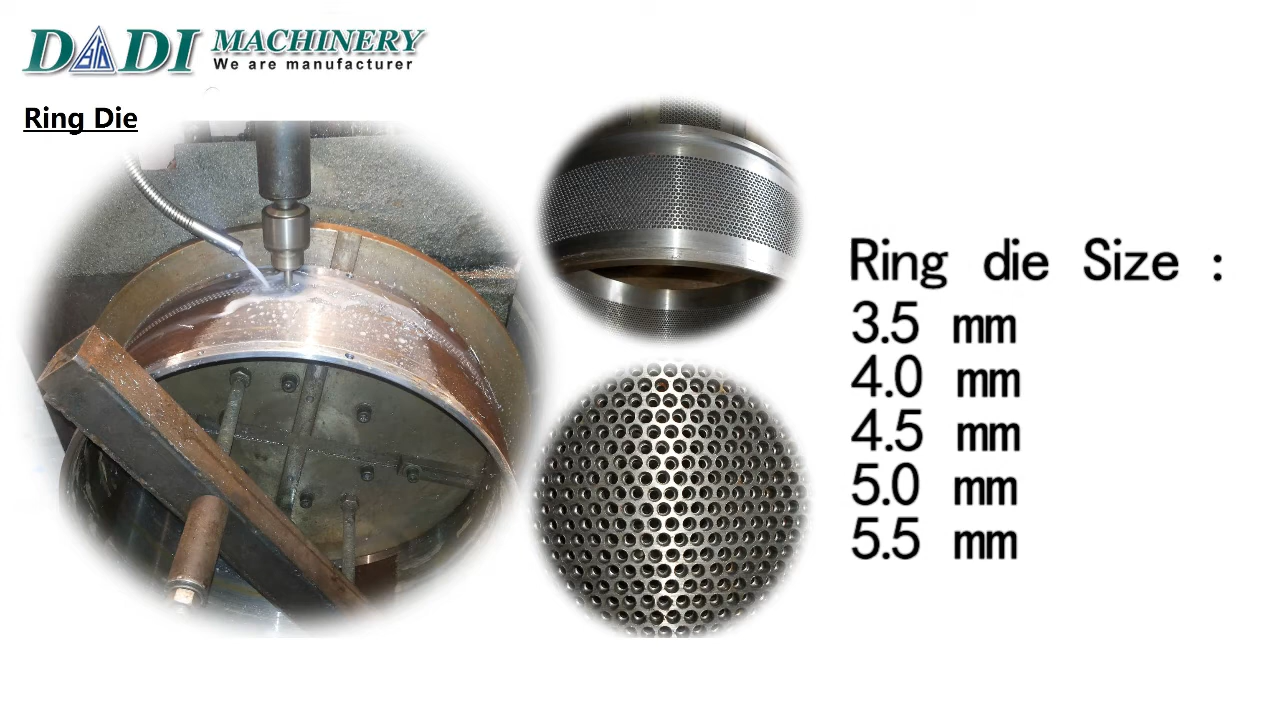 DADI MACHINERY
We are manufacturer
Ring Die
Ring die Size :
3.5 mm
4.0 mm
4.5 mm
5.0 mm
5.5 mm